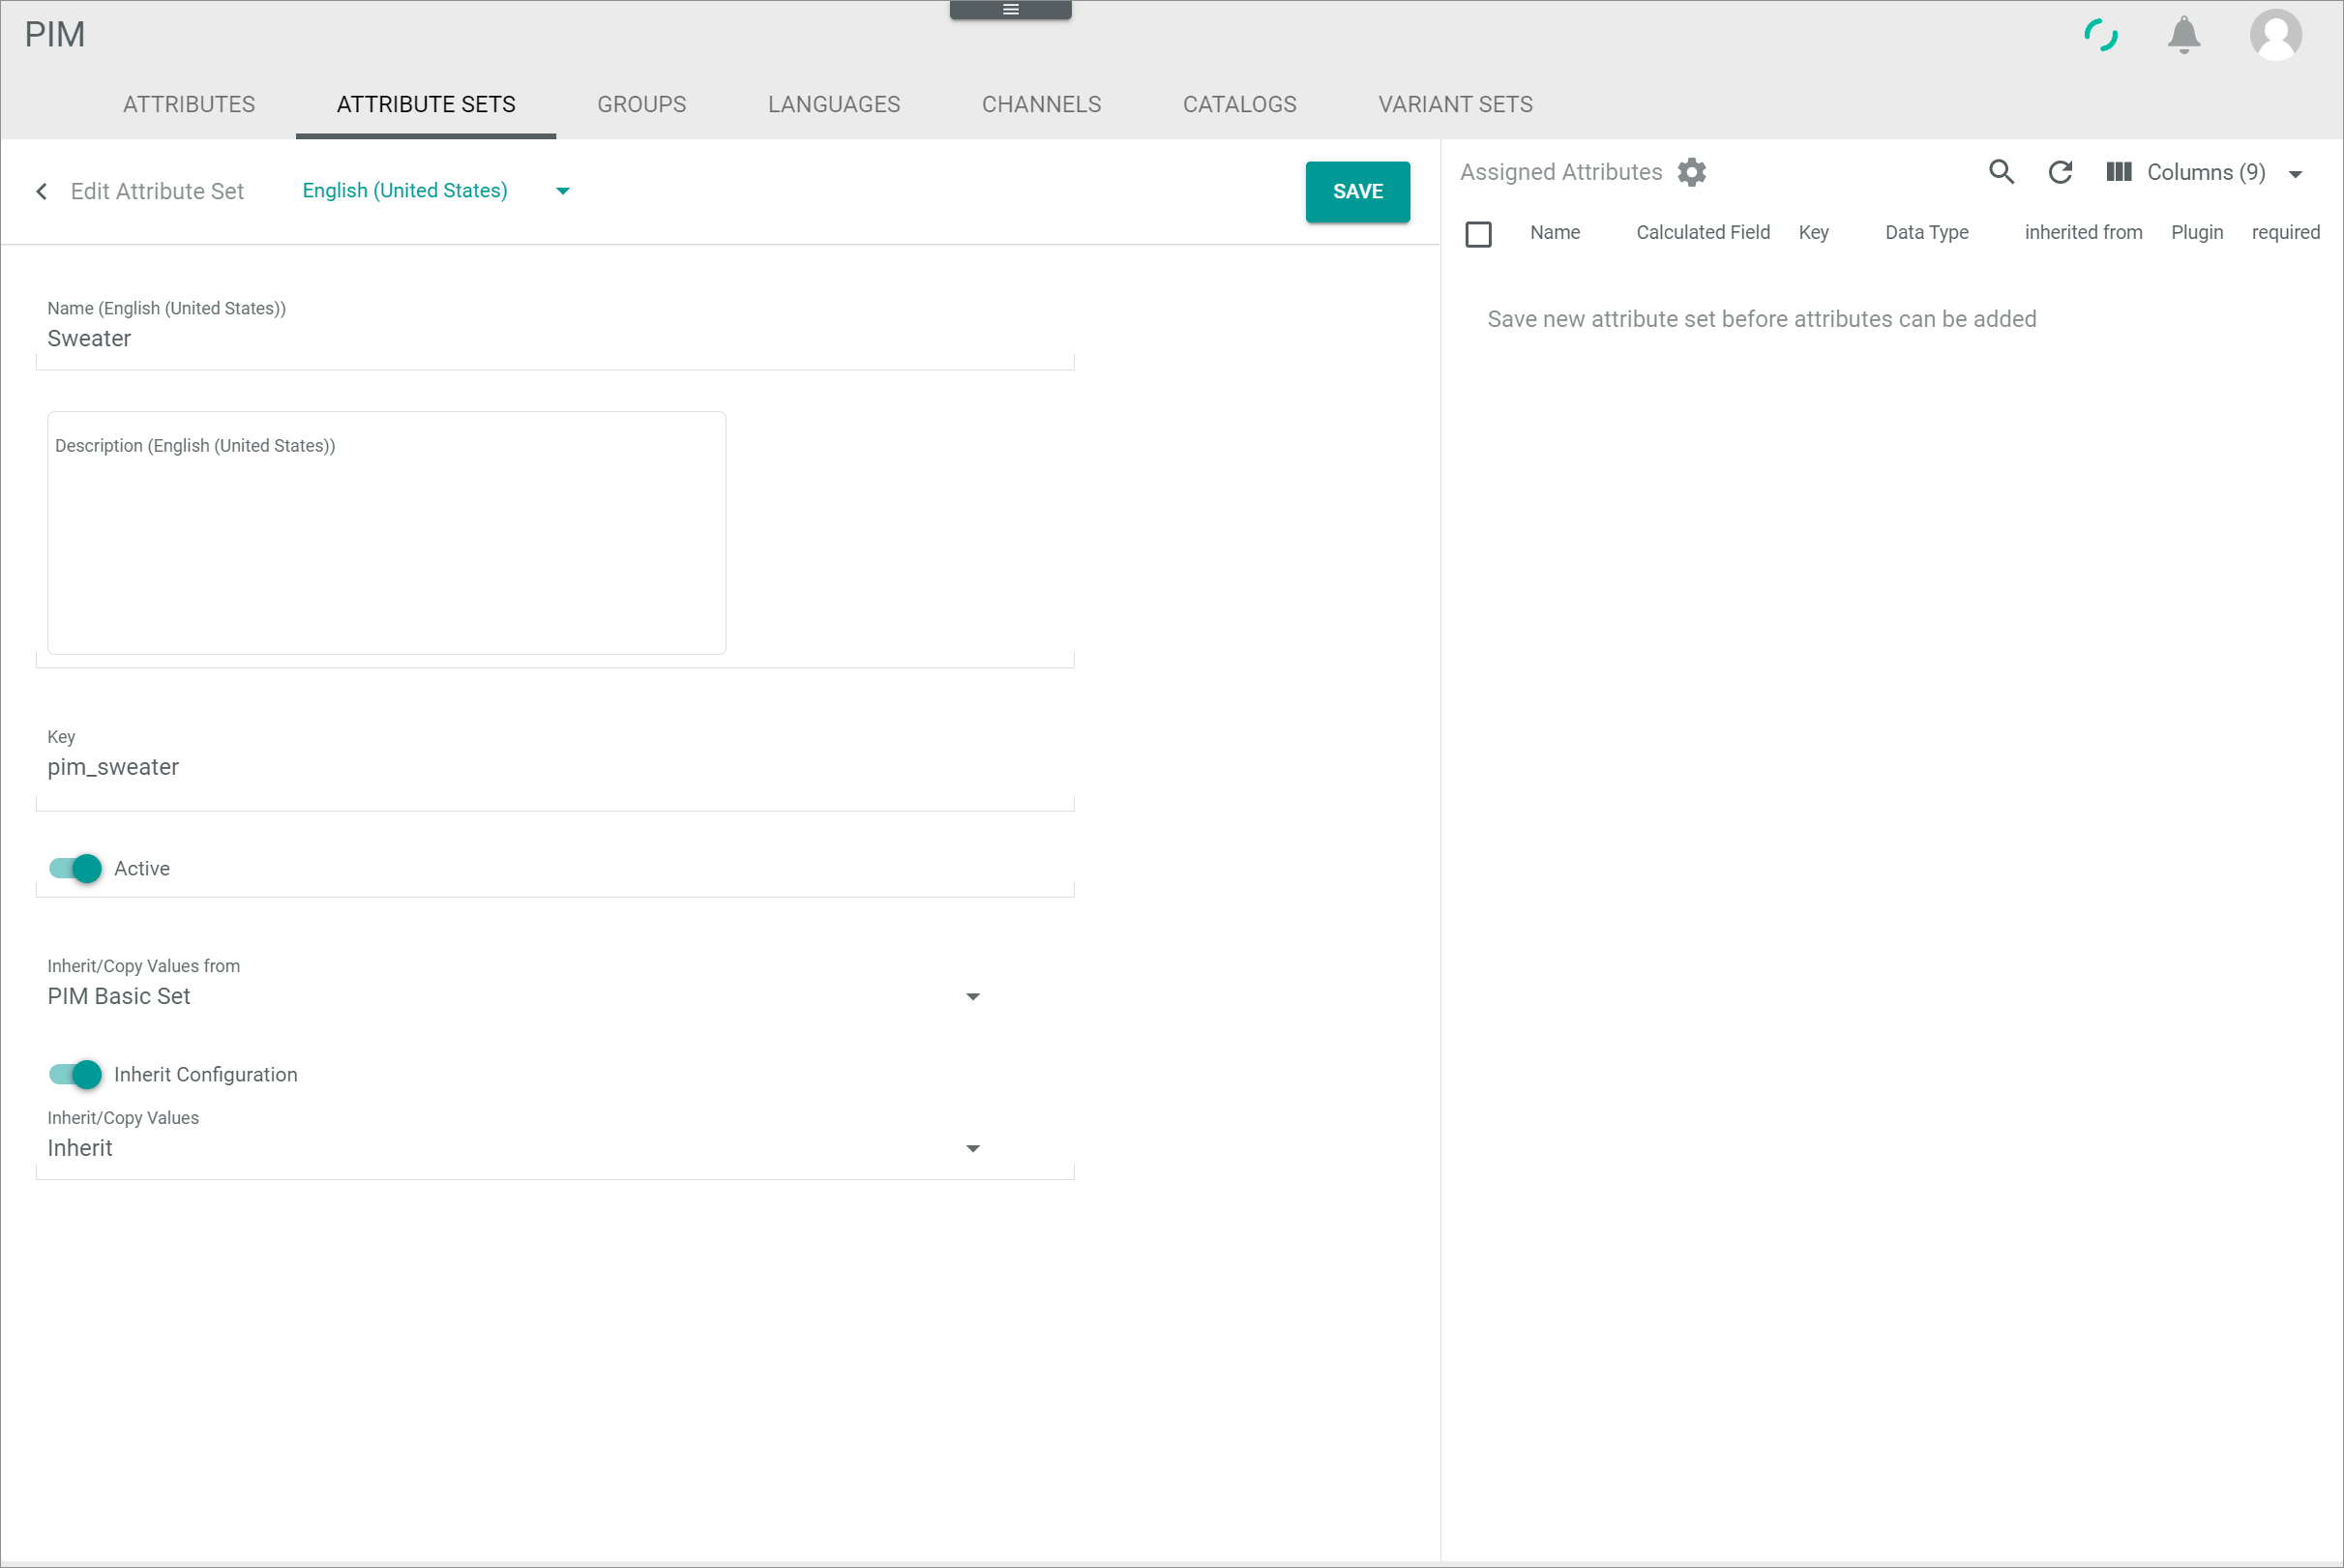 PIM
ATTRIBUTES ATTRIBUTE SETS GROUPS LANGUAGES CHANNELS CATALOGS VARIANT SETS
Edit Attribute Set English (United States) SAVE
Name (English (United States))
Sweater
Description (English (United States))
Key
pim_sweater
Active
Inherit/Copy Values from
PIM Basic Set
Inherit Configuration
Inherit/Copy Values
Inherit
Assigned Attributes Columns (9)
Name Calculated Field Key Data Type inherited from Plugin required
Save new attribute set before attributes can be added